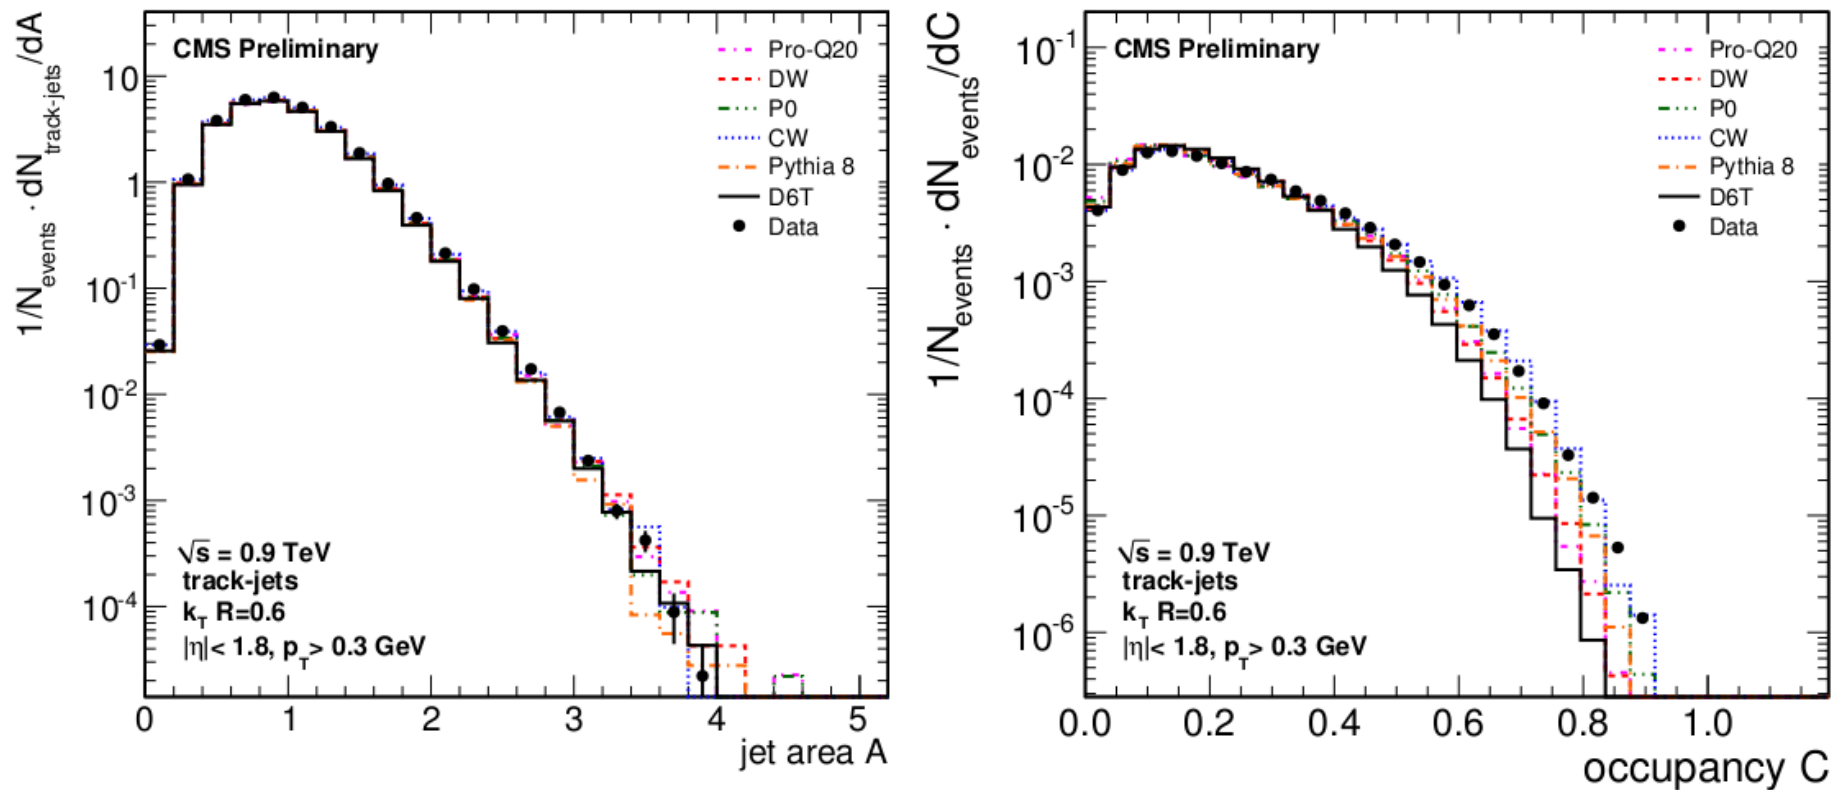 1/N_events · dN_track-jets/dA
CMS Preliminary
Pro-Q20
DW
P0
CW
Pythia 8
D6T
Data
10
1
10^-1
10^-2
10^-3
10^-4
√s = 0.9 TeV
track-jets
k_T R=0.6
|η|< 1.8, p_T> 0.3 GeV
0 1 2 3 4 5
jet area A
1/N_events · dN_events/dC
CMS Preliminary
Pro-Q20
DW
P0
CW
Pythia 8
D6T
Data
10^-1
10^-2
10^-3
10^-4
10^-5
10^-6
√s = 0.9 TeV
track-jets
k_T R=0.6
|η|< 1.8, p_T> 0.3 GeV
0.0 0.2 0.4 0.6 0.8 1.0
occupancy C